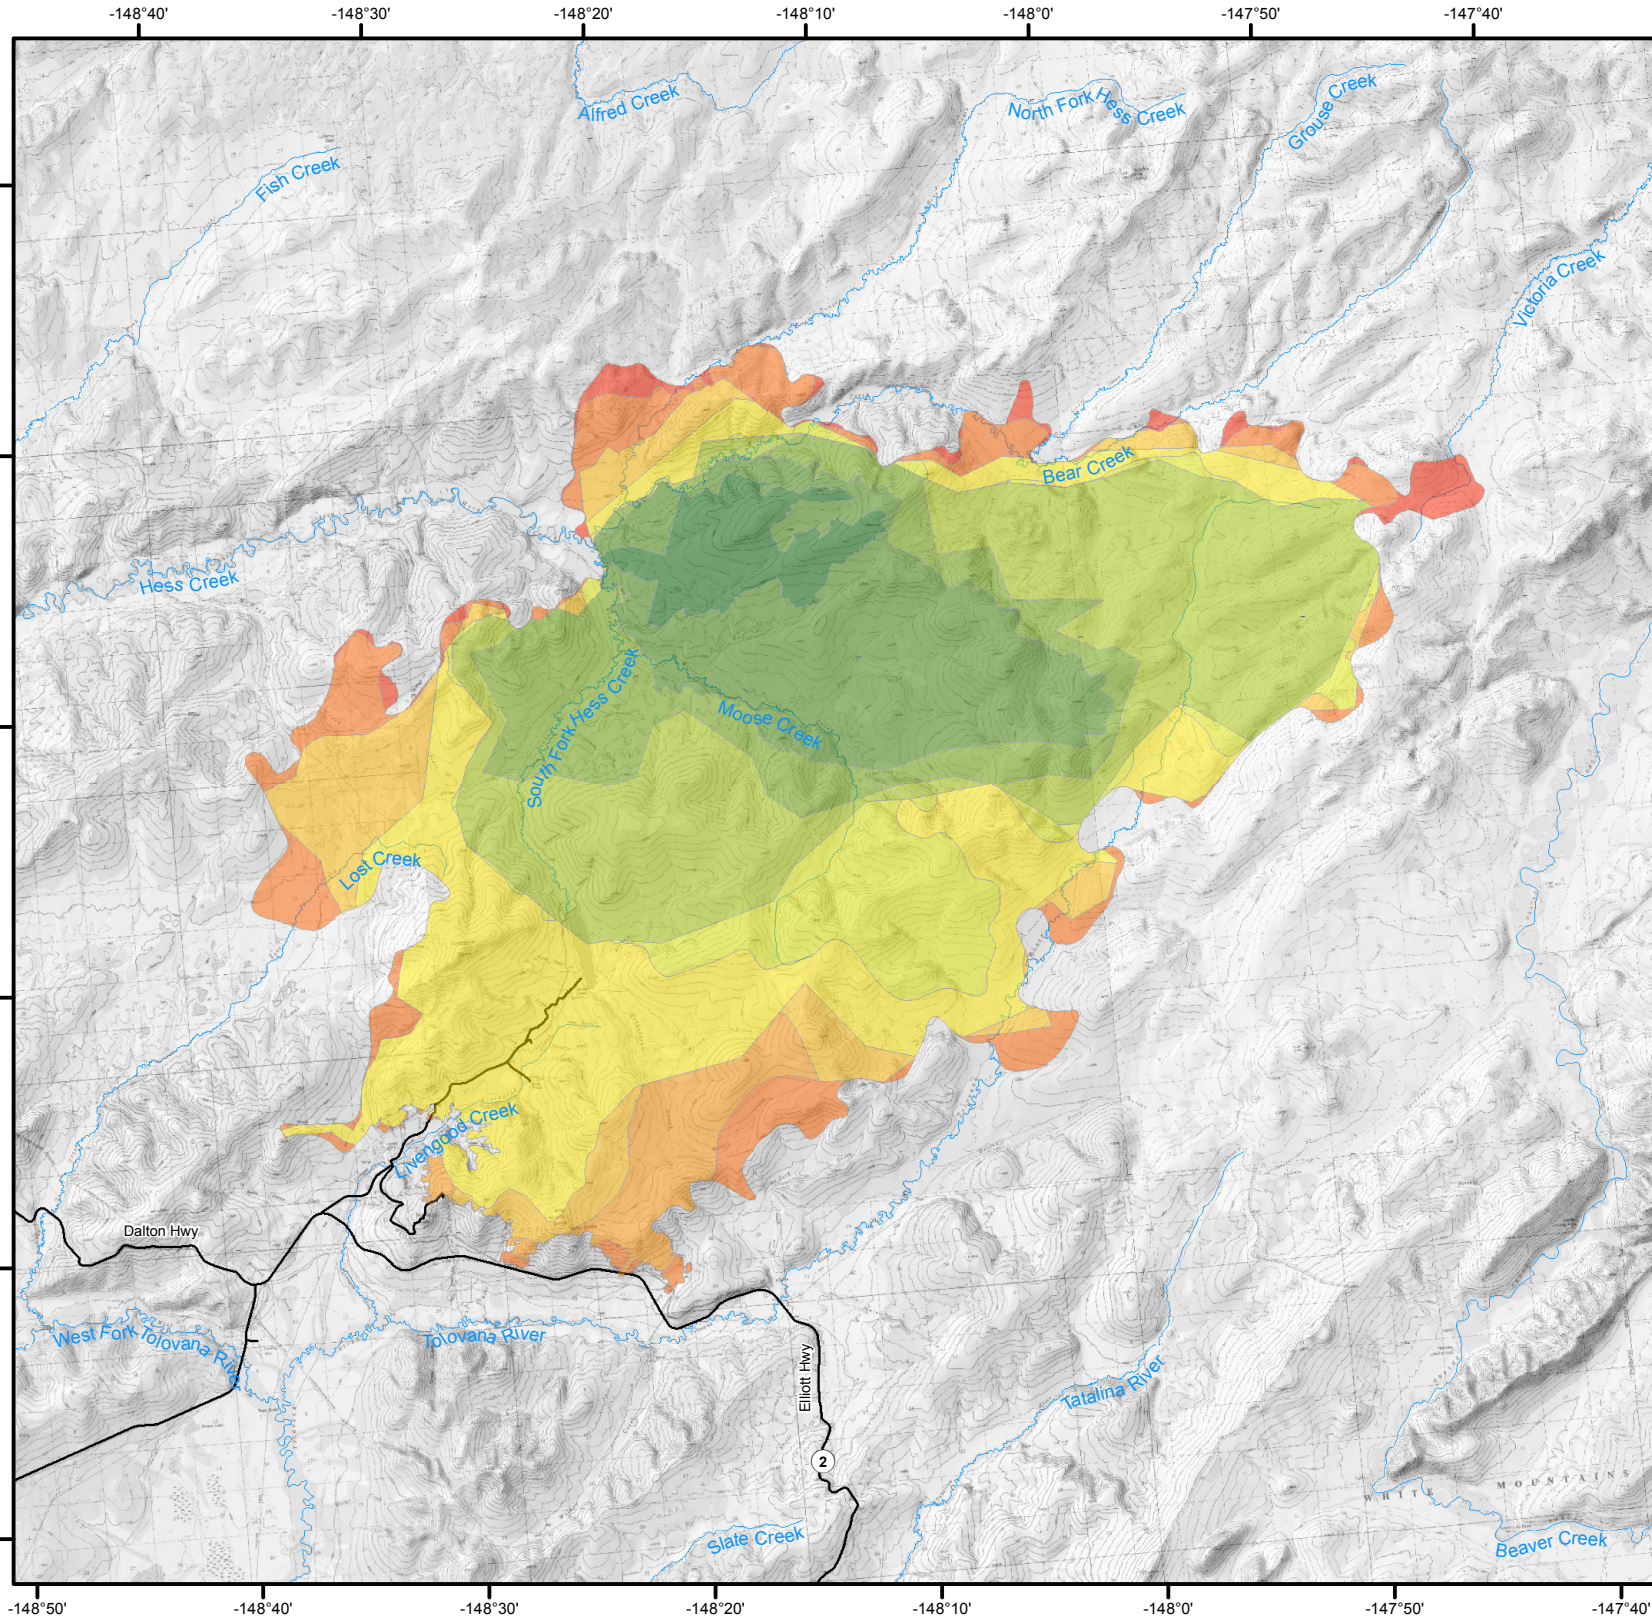 -148°40' -148°30' -148°20' -148°10' -148°0' -147°50' -147°40'
Alfred Creek
North Fork Hess Creek
Grouse Creek
Fish Creek
Victoria Creek
Bear Creek
Hess Creek
South Fork Hess Creek
Moose Creek
Lost Creek
Livengood Creek
Dalton Hwy
West Fork Tolovana River
Tolovana River
Elliott Hwy
Tatalina River
2
WHITE MOUNTAINS
Slate Creek
Beaver Creek
-148°50' -148°40' -148°30' -148°20' -148°10' -148°0' -147°50' -147°40'